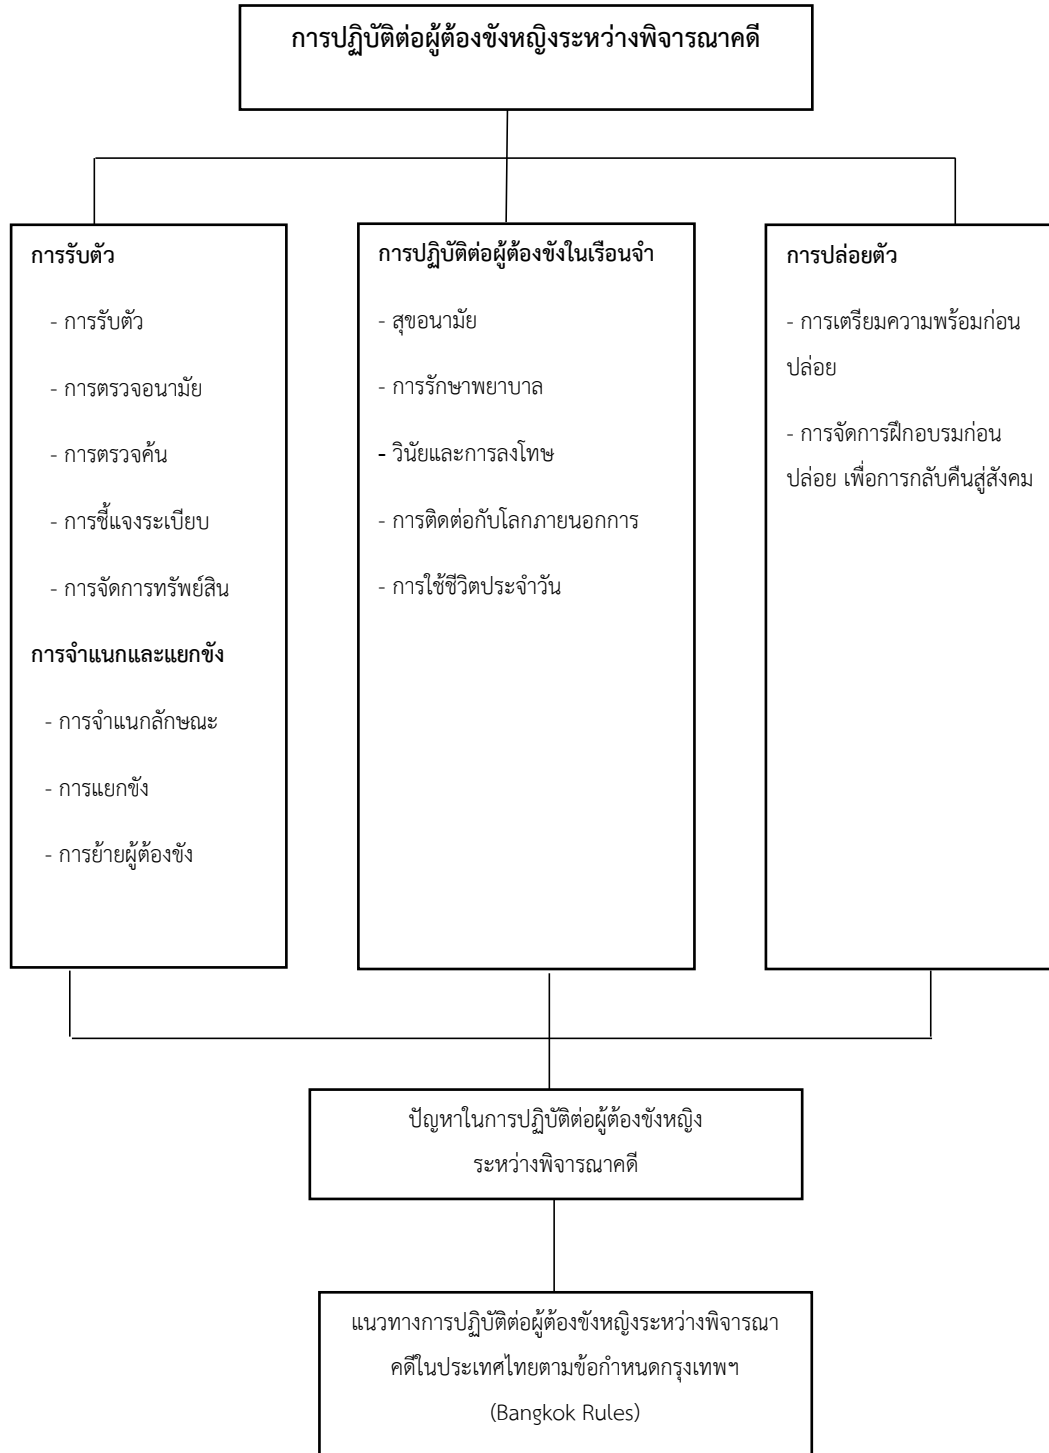 การปฏิบัติต่อผู้ต้องขังหญิงระหว่างพิจารณาคดี
การรับตัว
- การรับตัว
- การตรวจอนามัย
- การตรวจค้น
- การชี้แจงระเบียบ
- การจัดการทรัพย์สิน
การจำแนกและแยกขัง
- การจำแนกลักษณะ
- การแยกขัง
- การย้ายผู้ต้องขัง
การปฏิบัติต่อผู้ต้องขังในเรือนจำ
- สุขอนามัย
- การรักษาพยาบาล
- วินัยและการลงโทษ
- การติดต่อกับโลกภายนอกการ
- การใช้ชีวิตประจำวัน
การปล่อยตัว
- การเตรียมความพร้อมก่อน
ปล่อย
- การจัดการฝึกอบรมก่อน
ปล่อย เพื่อการกลับคืนสู่สังคม
ปัญหาในการปฏิบัติต่อผู้ต้องขังหญิง
ระหว่างพิจารณาคดี
แนวทางการปฏิบัติต่อผู้ต้องขังหญิงระหว่างพิจารณา
คดีในประเทศไทยตามข้อกำหนดกรุงเทพฯ
(Bangkok Rules)